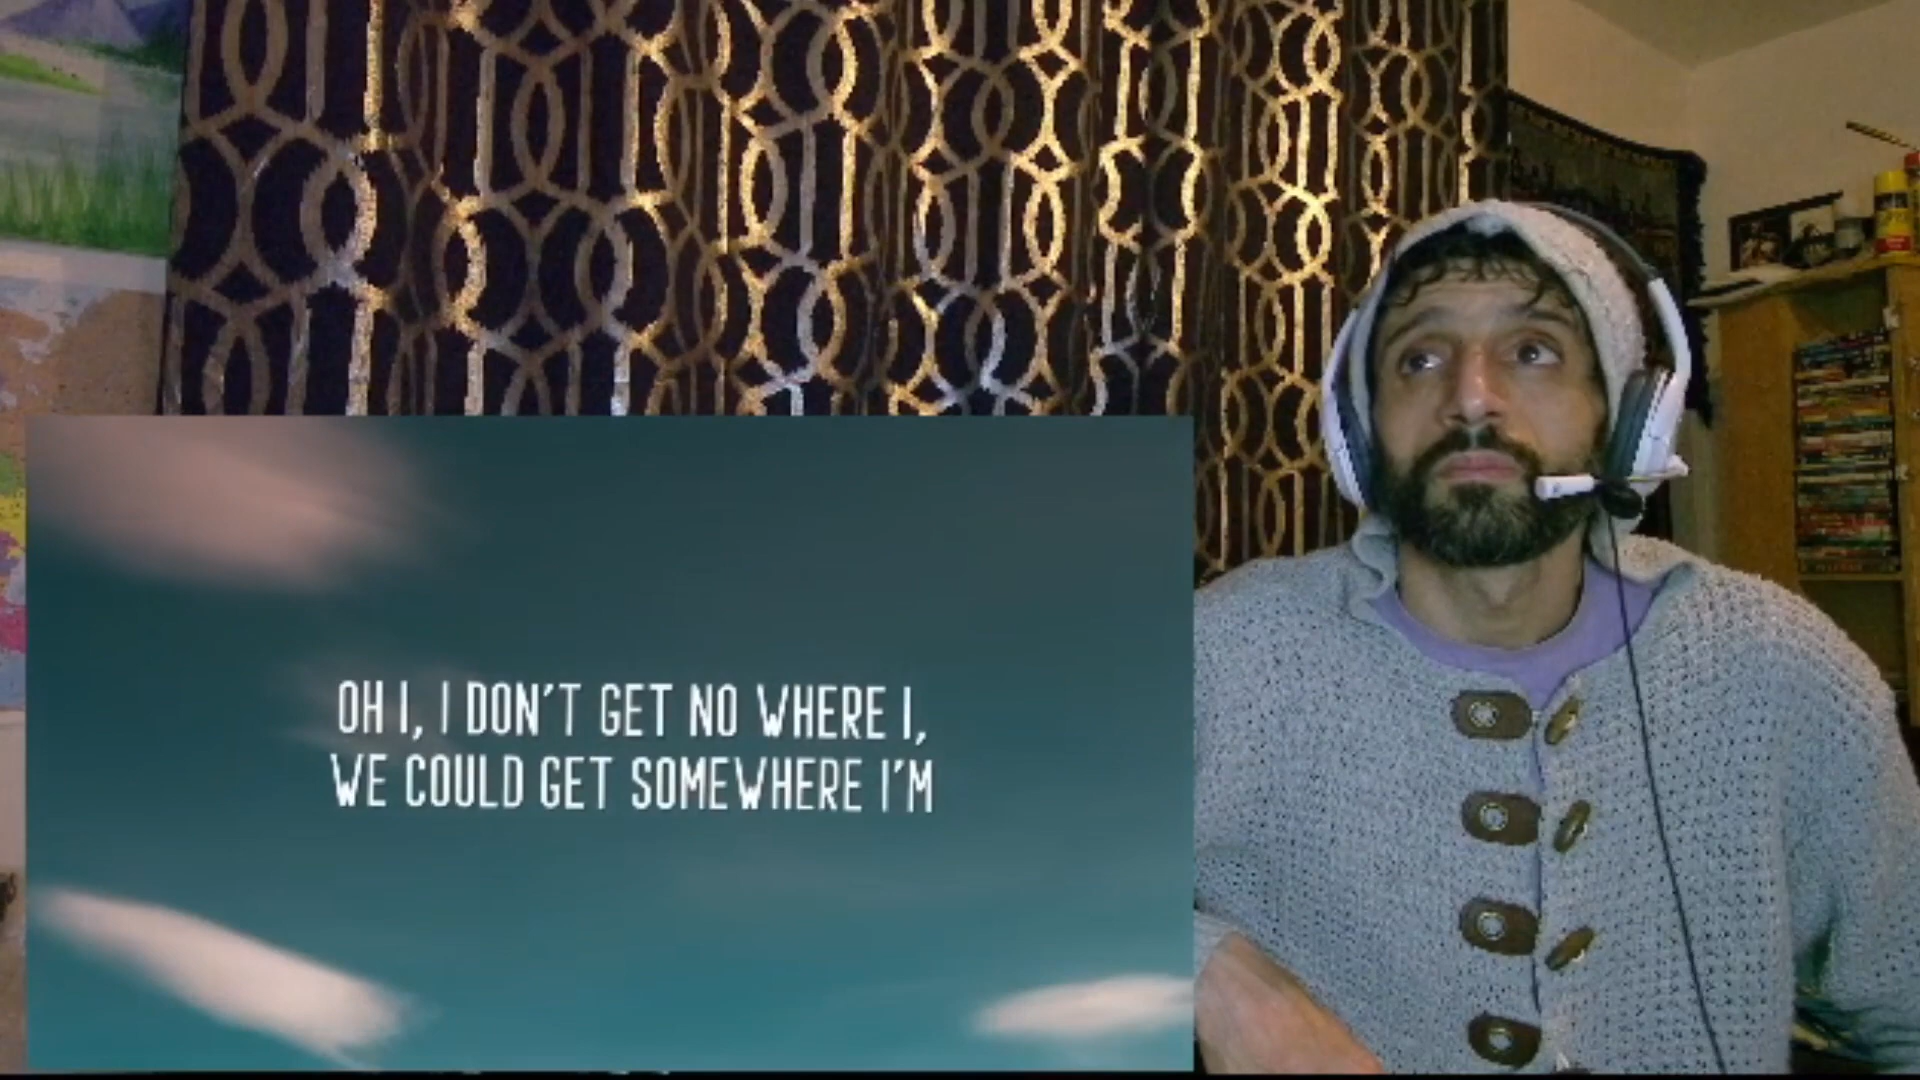 OH I, I DON'T GET NO WHERE I,
WE COULD GET SOMEWHERE I'M